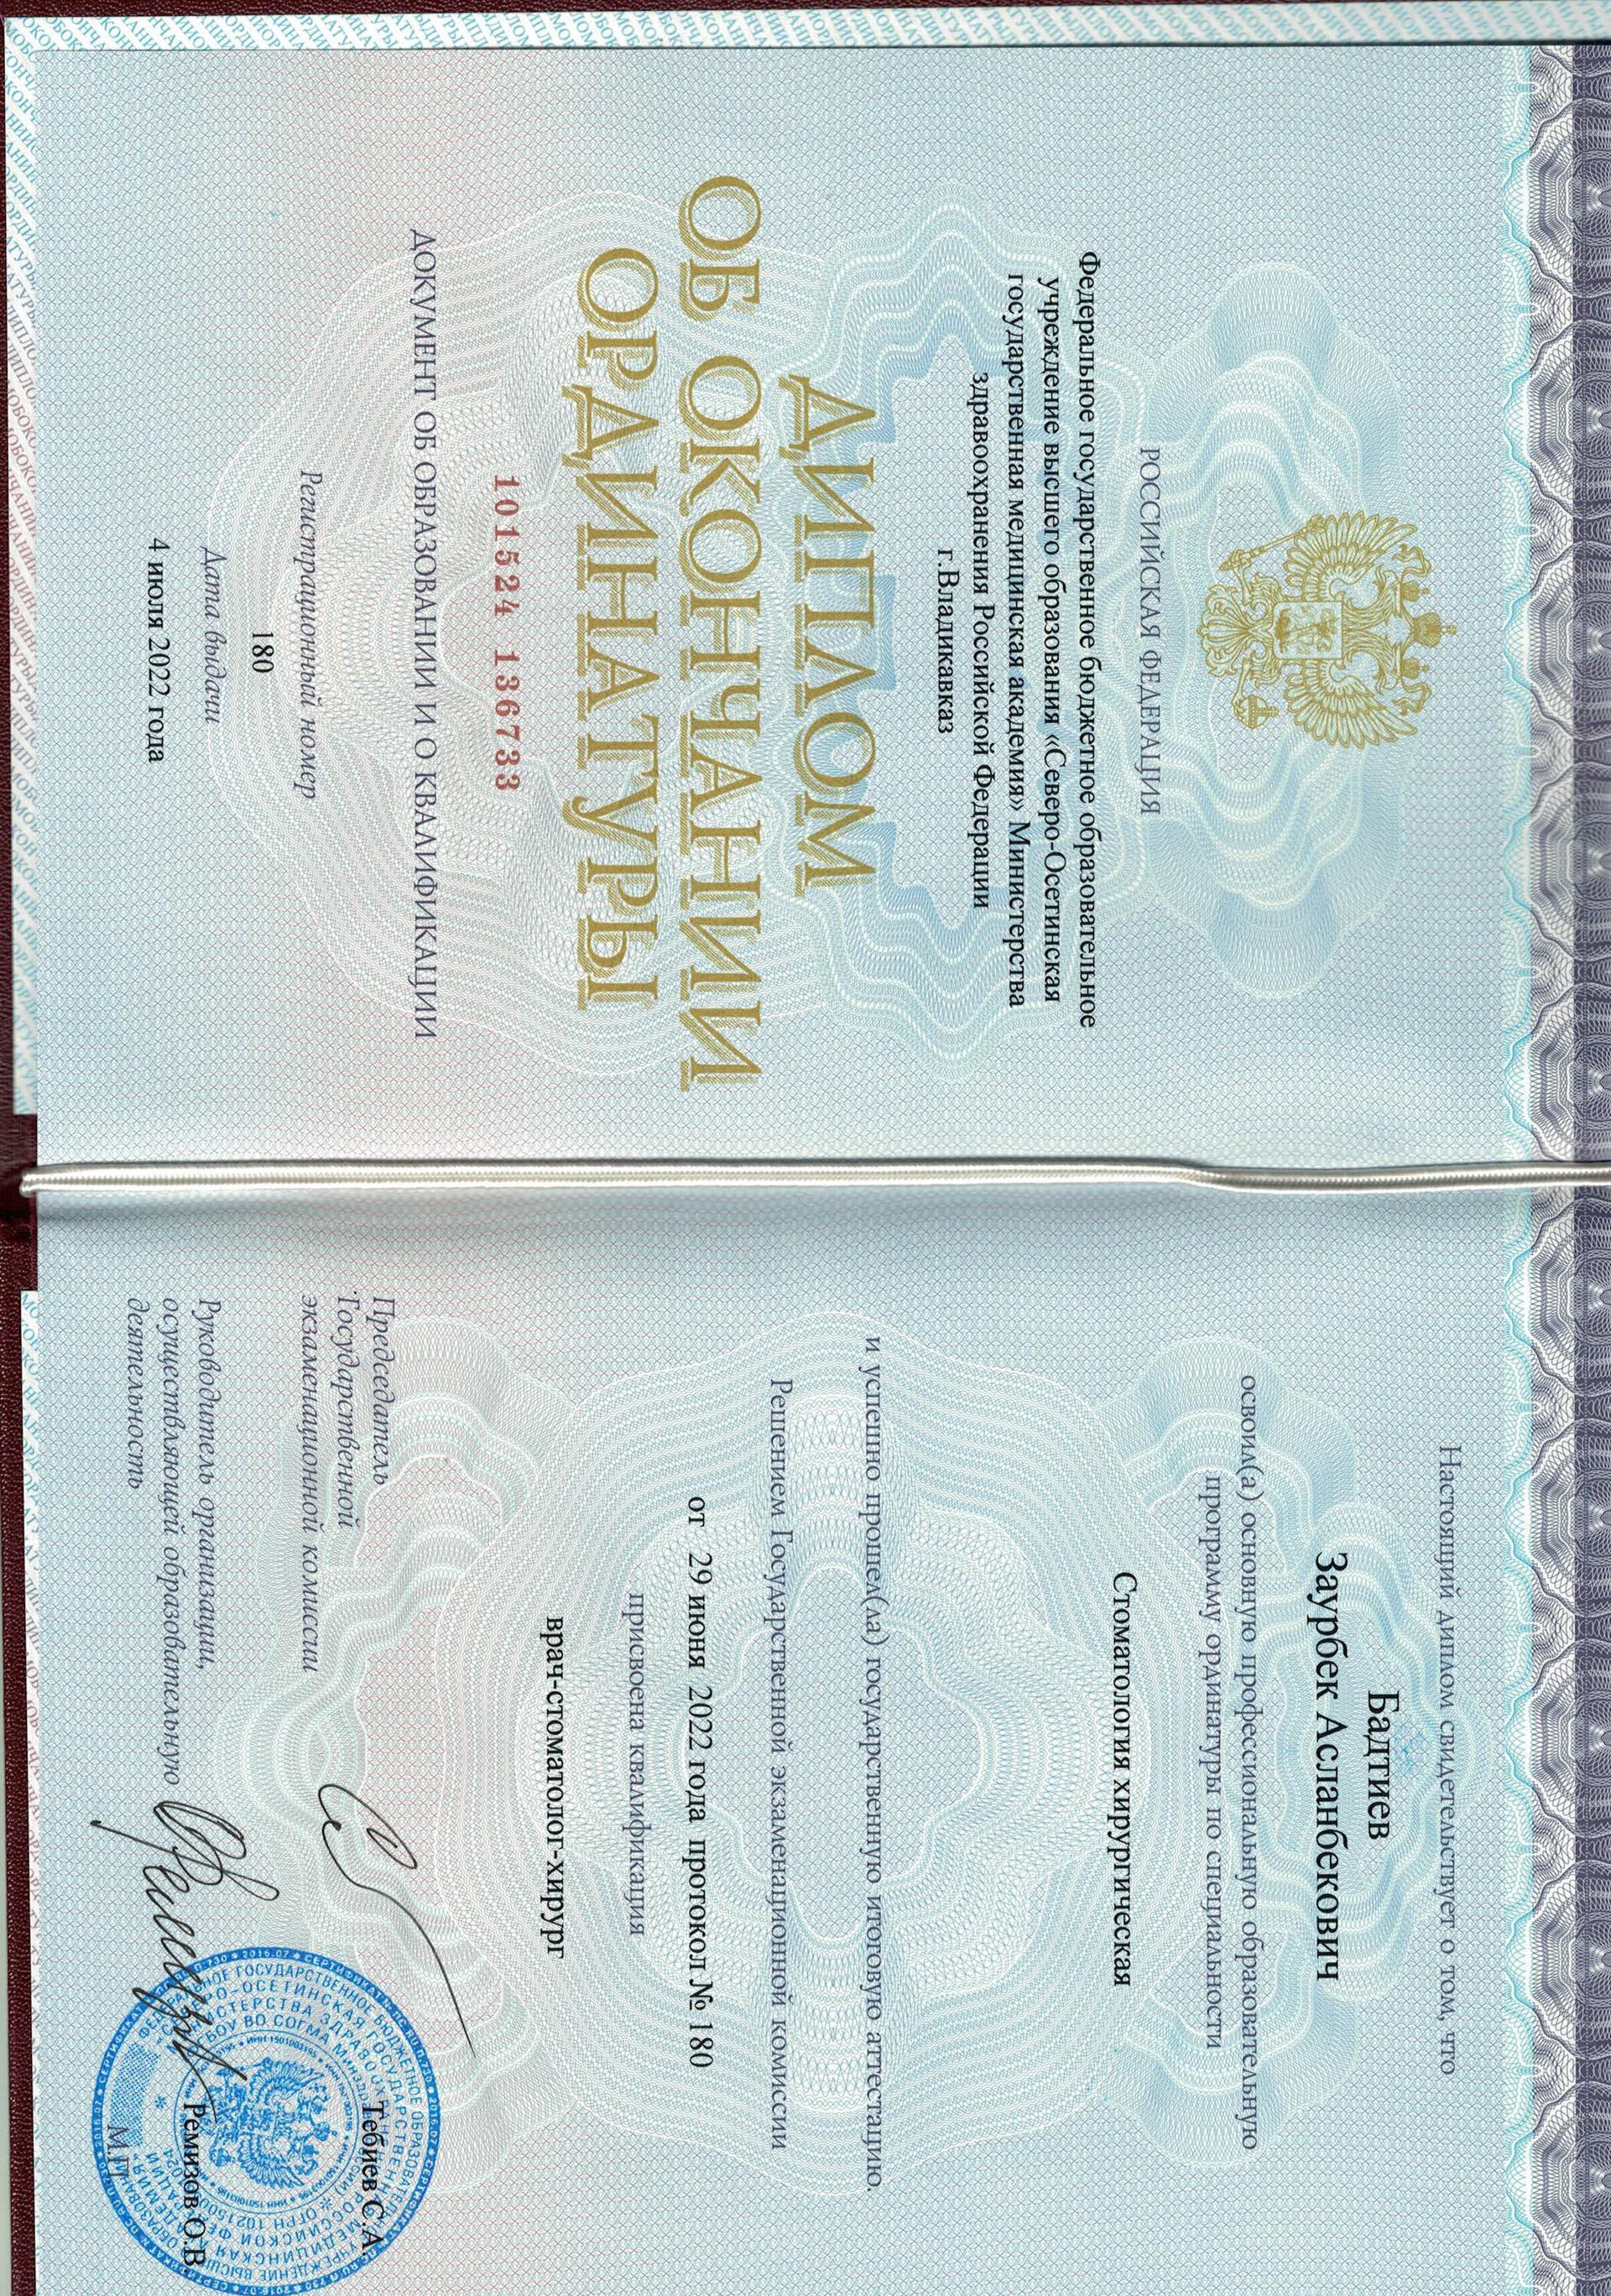 РОССИЙСКАЯ ФЕДЕРАЦИЯ
Федеральное государственное бюджетное образовательное
учреждение высшего образования «Северо-Осетинская
государственная медицинская академия» Министерства
здравоохранения Российской Федерации
г.Владикавказ
ДИПЛОМ
ОБ ОКОНЧАНИИ
ОРДИНАТУРЫ
101524 136733
ДОКУМЕНТ ОБ ОБРАЗОВАНИИ И О КВАЛИФИКАЦИИ
Регистрационный номер
180
Дата выдачи
4 июля 2022 года
Настоящий диплом свидетельствует о том, что
Бадтиев
Заурбек Асланбекович
освоил(а) основную профессиональную образовательную
программу ординатуры по специальности
Стоматология хирургическая
и успешно прошел(ла) государственную итоговую аттестацию.
Решением Государственной экзаменационной комиссии
от 29 июня 2022 года протокол № 180
присвоена квалификация
врач-стоматолог-хирург
Председатель
Государственной
экзаменационной комиссии
Тебиев С.А.
Руководитель организации,
осуществляющей образовательную
деятельность
Ремизов О.В.
М.П.